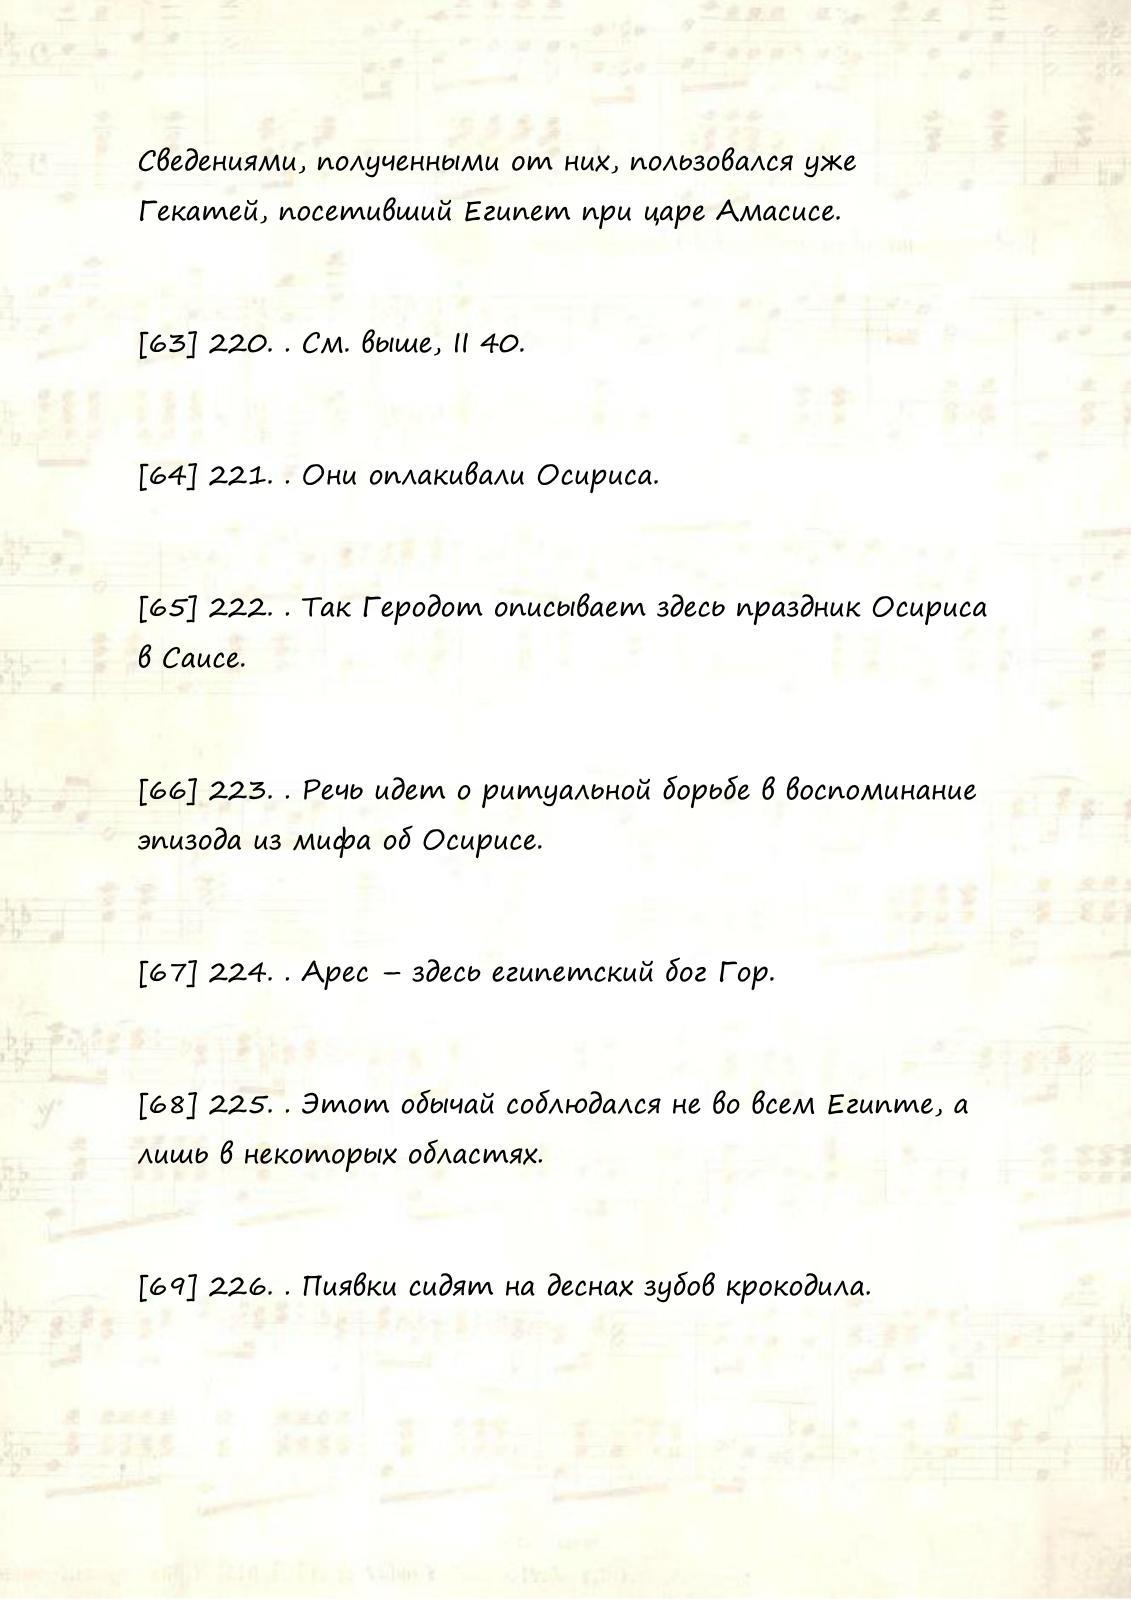 Сведениями, полученными от них, пользовался уже
Гекатей, посетивший Египет при царе Амасисе.
[63] 220. . См. выше, II 40.
[64] 221. . Они оплакивали Осириса.
[65] 222. . Так Геродот описывает здесь праздник Осириса
в Саисе.
[66] 223. . Речь идет о ритуальной борьбе в воспоминание
эпизода из мифа об Осирисе.
[67] 224. . Арес – здесь египетский бог Гор.
[68] 225. . Этот обычай соблюдался не во всем Египте, а
лишь в некоторых областях.
[69] 226. . Пиявки сидят на деснах зубов крокодила.